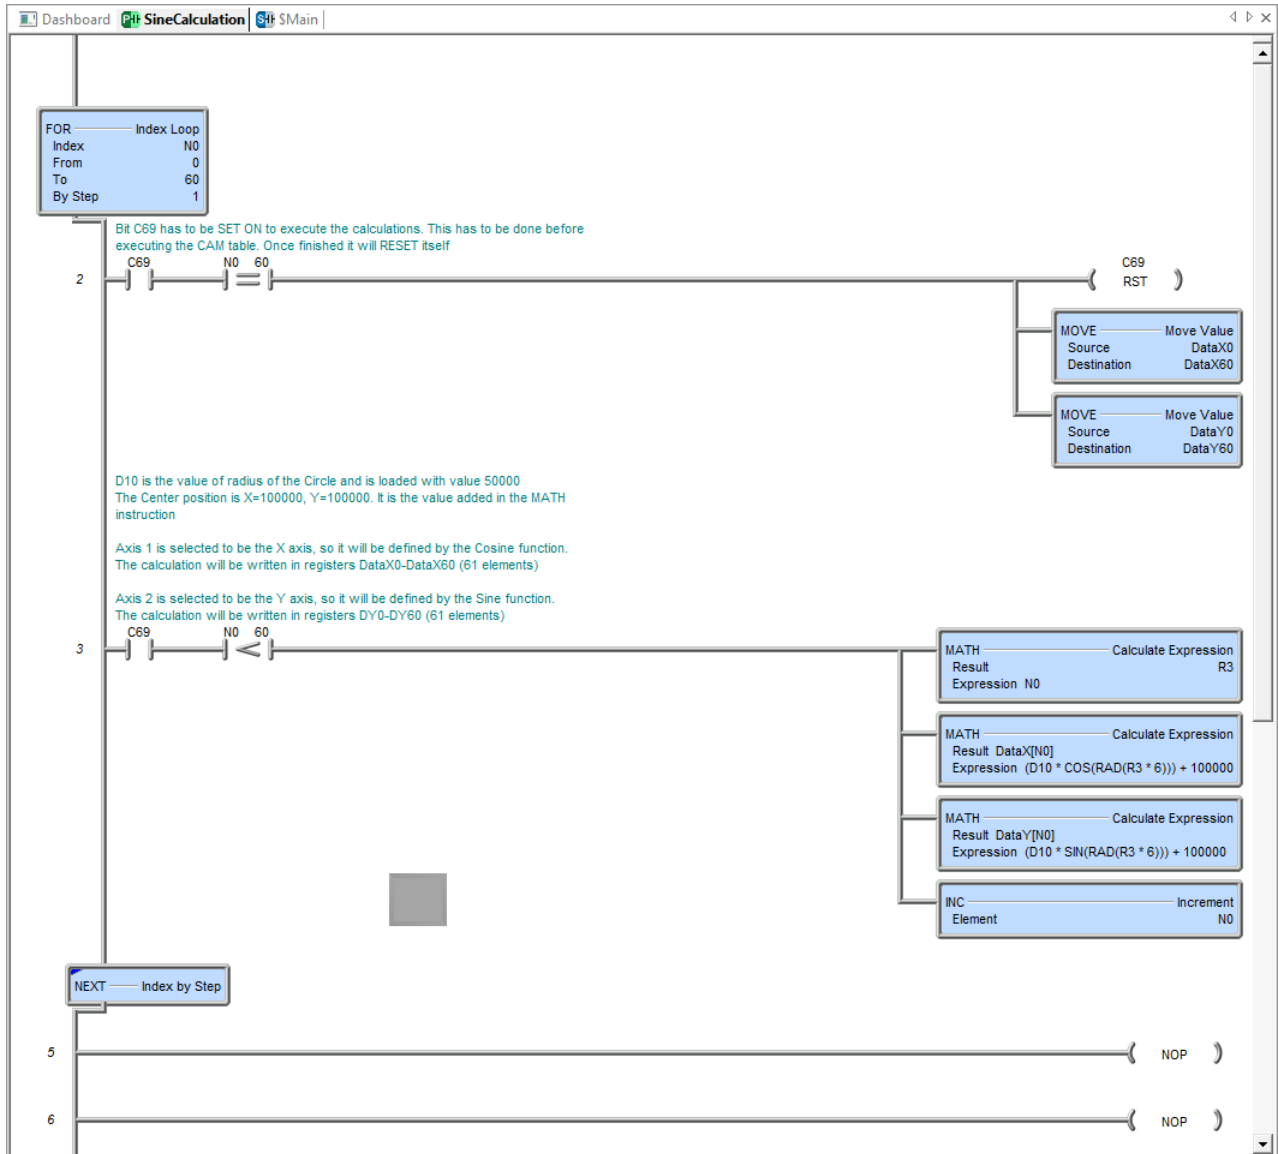 Dashboard SineCalculation $Main
FOR Index Loop
Index N0
From 0
To 60
By Step 1
Bit C69 has to be SET ON to execute the calculations. This has to be done before
executing the CAM table. Once finished it will RESET itself
C69 N0 60 C69
2 RST
MOVE Move Value
Source DataX0
Destination DataX60
MOVE Move Value
Source DataY0
Destination DataY60
D10 is the value of radius of the Circle and is loaded with value 50000
The Center position is X=100000, Y=100000. It is the value added in the MATH
instruction
Axis 1 is selected to be the X axis, so it will be defined by the Cosine function.
The calculation will be written in registers DataX0-DataX60 (61 elements)
Axis 2 is selected to be the Y axis, so it will be defined by the Sine function.
The calculation will be written in registers DY0-DY60 (61 elements)
C69 N0 60
3 <
MATH Calculate Expression
Result R3
Expression N0
MATH Calculate Expression
Result DataX[N0]
Expression (D10 * COS(RAD(R3 * 6))) + 100000
MATH Calculate Expression
Result DataY[N0]
Expression (D10 * SIN(RAD(R3 * 6))) + 100000
INC Increment
Element N0
NEXT Index by Step
5 NOP
6 NOP